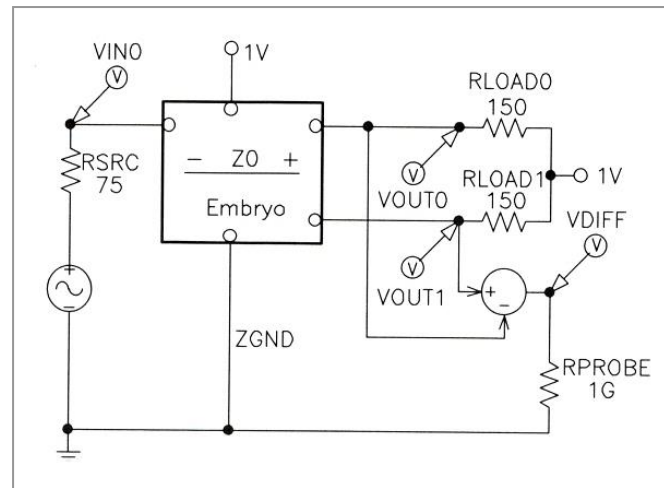 VIN0
1V
RLOAD0
150
RSRC
75
– Z0 +
Embryo
VOUT0
RLOAD1
150
1V
VDIFF
VOUT1
ZGND
RPROBE
1G
V
V
V
V
+
–
+
–